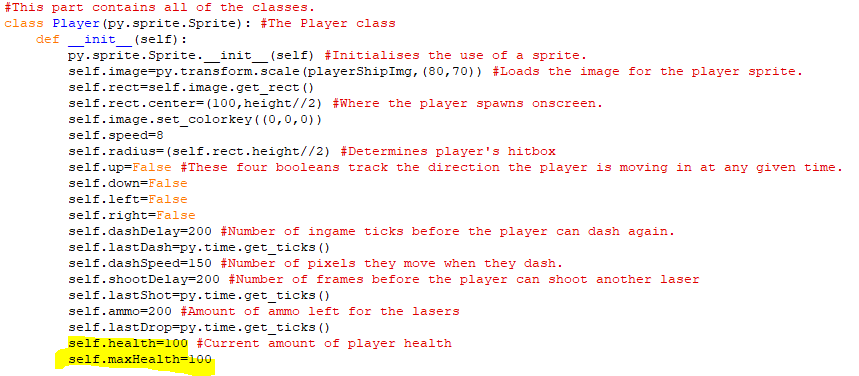 #This part contains all of the classes.
class Player(py.sprite.Sprite): #The Player class
    def __init__(self):
        py.sprite.Sprite.__init__(self) #Initialises the use of a sprite.
        self.image=py.transform.scale(playerShipImg,(80,70)) #Loads the image for the player sprite.
        self.rect=self.image.get_rect()
        self.rect.center=(100,height//2) #Where the player spawns onscreen.
        self.image.set_colorkey((0,0,0))
        self.speed=8
        self.radius=(self.rect.height//2) #Determines player's hitbox
        self.up=False #These four booleans track the direction the player is moving in at any given time.
        self.down=False
        self.left=False
        self.right=False
        self.dashDelay=200 #Number of ingame ticks before the player can dash again.
        self.lastDash=py.time.get_ticks()
        self.dashSpeed=150 #Number of pixels they move when they dash.
        self.shootDelay=200 #Number of frames before the player can shoot another laser
        self.lastShot=py.time.get_ticks()
        self.ammo=200 #Amount of ammo left for the lasers
        self.lastDrop=py.time.get_ticks()
        self.health=100 #Current amount of player health
        self.maxHealth=100